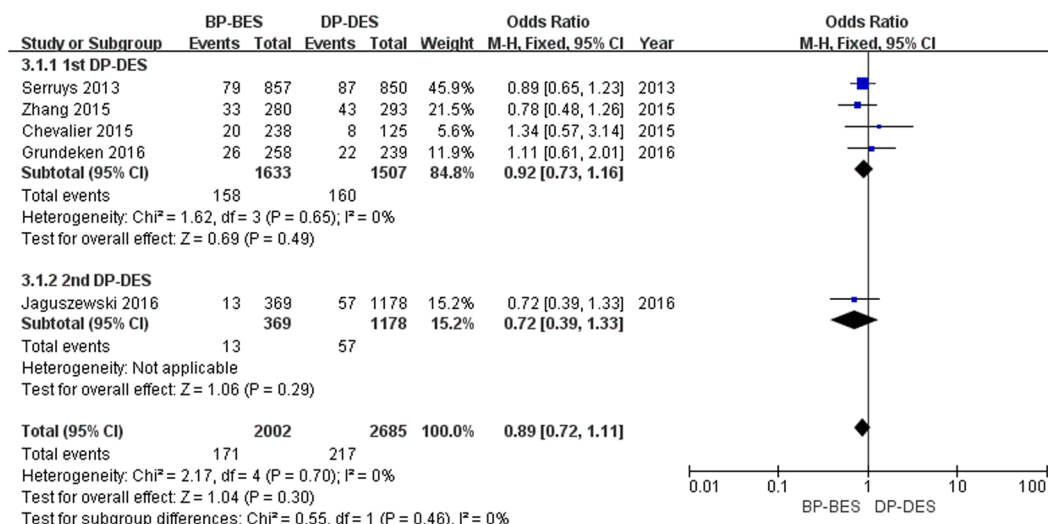 BP-BES DP-DES Odds Ratio Odds Ratio
Study or Subgroup Events Total Events Total Weight M-H, Fixed, 95% CI Year M-H, Fixed, 95% CI
3.1.1 1st DP-DES
Serruys 2013 79 857 87 850 45.9% 0.89 [0.65, 1.23] 2013
Zhang 2015 33 280 43 293 21.5% 0.78 [0.48, 1.26] 2015
Chevalier 2015 20 238 8 125 5.6% 1.34 [0.57, 3.14] 2015
Grundeken 2016 26 258 22 239 11.9% 1.11 [0.61, 2.01] 2016
Subtotal (95% CI) 1633 1507 84.8% 0.92 [0.73, 1.16]
Total events 158 160
Heterogeneity: Chi² = 1.62, df = 3 (P = 0.65); I² = 0%
Test for overall effect: Z = 0.69 (P = 0.49)
3.1.2 2nd DP-DES
Jaguszewski 2016 13 369 57 1178 15.2% 0.72 [0.39, 1.33] 2016
Subtotal (95% CI) 369 1178 15.2% 0.72 [0.39, 1.33]
Total events 13 57
Heterogeneity: Not applicable
Test for overall effect: Z = 1.06 (P = 0.29)
Total (95% CI) 2002 2685 100.0% 0.89 [0.72, 1.11]
Total events 171 217
Heterogeneity: Chi² = 2.17, df = 4 (P = 0.70); I² = 0%
Test for overall effect: Z = 1.04 (P = 0.30)
Test for subgroup differences: Chi² = 0.55, df = 1 (P = 0.46), I² = 0%
0.01 0.1 1 10 100
BP-BES DP-DES